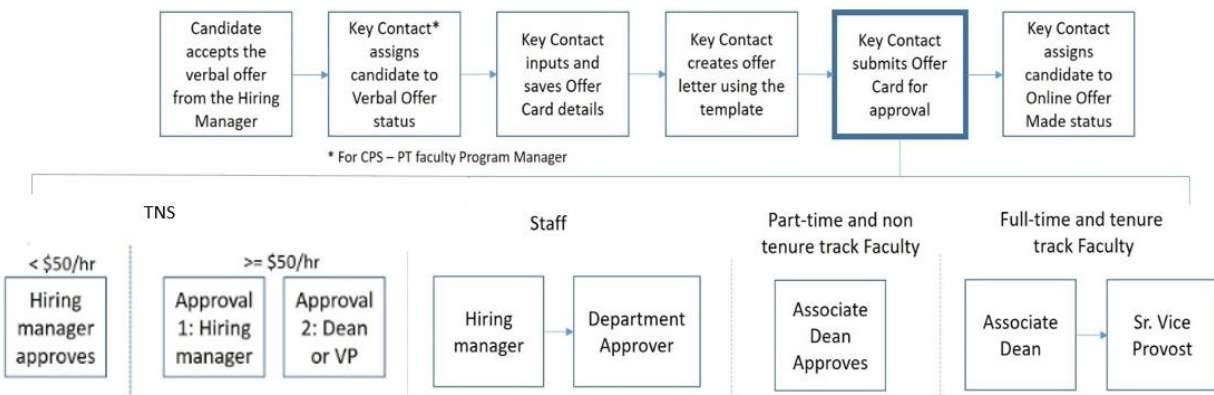 Candidate
accepts the
verbal offer
from the Hiring
Manager
Key Contact*
assigns
candidate to
Verbal Offer
status
Key Contact
inputs and
saves Offer
Card details
Key Contact
creates offer
letter using the
template
Key Contact
submits Offer
Card for
approval
Key Contact
assigns
candidate to
Online Offer
Made status
* For CPS – PT faculty Program Manager
TNS
< $50/hr
Hiring
manager
approves
>= $50/hr
Approval
1: Hiring
manager
Approval
2: Dean
or VP
Staff
Hiring
manager
Department
Approver
Part-time and non
tenure track Faculty
Associate
Dean
Approves
Full-time and tenure
track Faculty
Associate
Dean
Sr. Vice
Provost